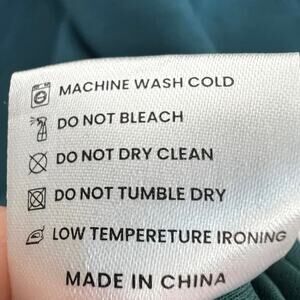 MACHINE WASH COLD
DO NOT BLEACH
DO NOT DRY CLEAN
DO NOT TUMBLE DRY
LOW TEMPERETURE IRONING
MADE IN CHINA